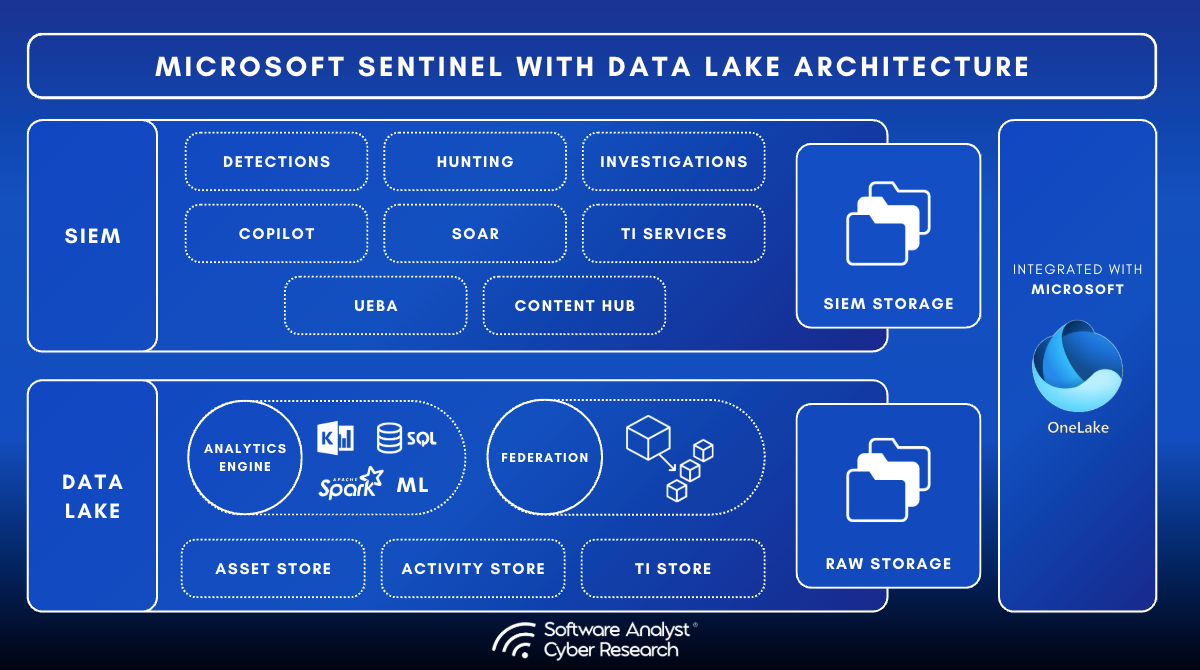 MICROSOFT SENTINEL WITH DATA LAKE ARCHITECTURE
SIEM
DETECTIONS
HUNTING
INVESTIGATIONS
COPILOT
SOAR
TI SERVICES
UEBA
CONTENT HUB
SIEM STORAGE
INTEGRATED WITH
MICROSOFT
OneLake
DATA
LAKE
ANALYTICS
ENGINE
K
SQL
APACHE
Spark
ML
FEDERATION
ASSET STORE
ACTIVITY STORE
TI STORE
RAW STORAGE
Software Analyst®
Cyber Research